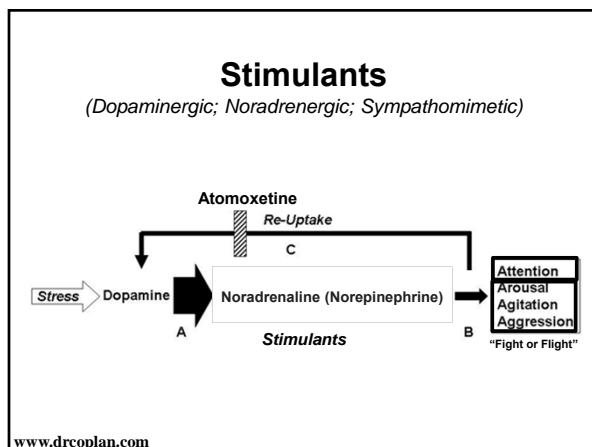 Stimulants
(Dopaminergic; Noradrenergic; Sympathomimetic)
Atomoxetine
Re-Uptake
C
Stress
Dopamine
Noradrenaline (Norepinephrine)
Attention
Arousal
Agitation
Aggression
A
Stimulants
B
"Fight or Flight"
www.drcoplan.com